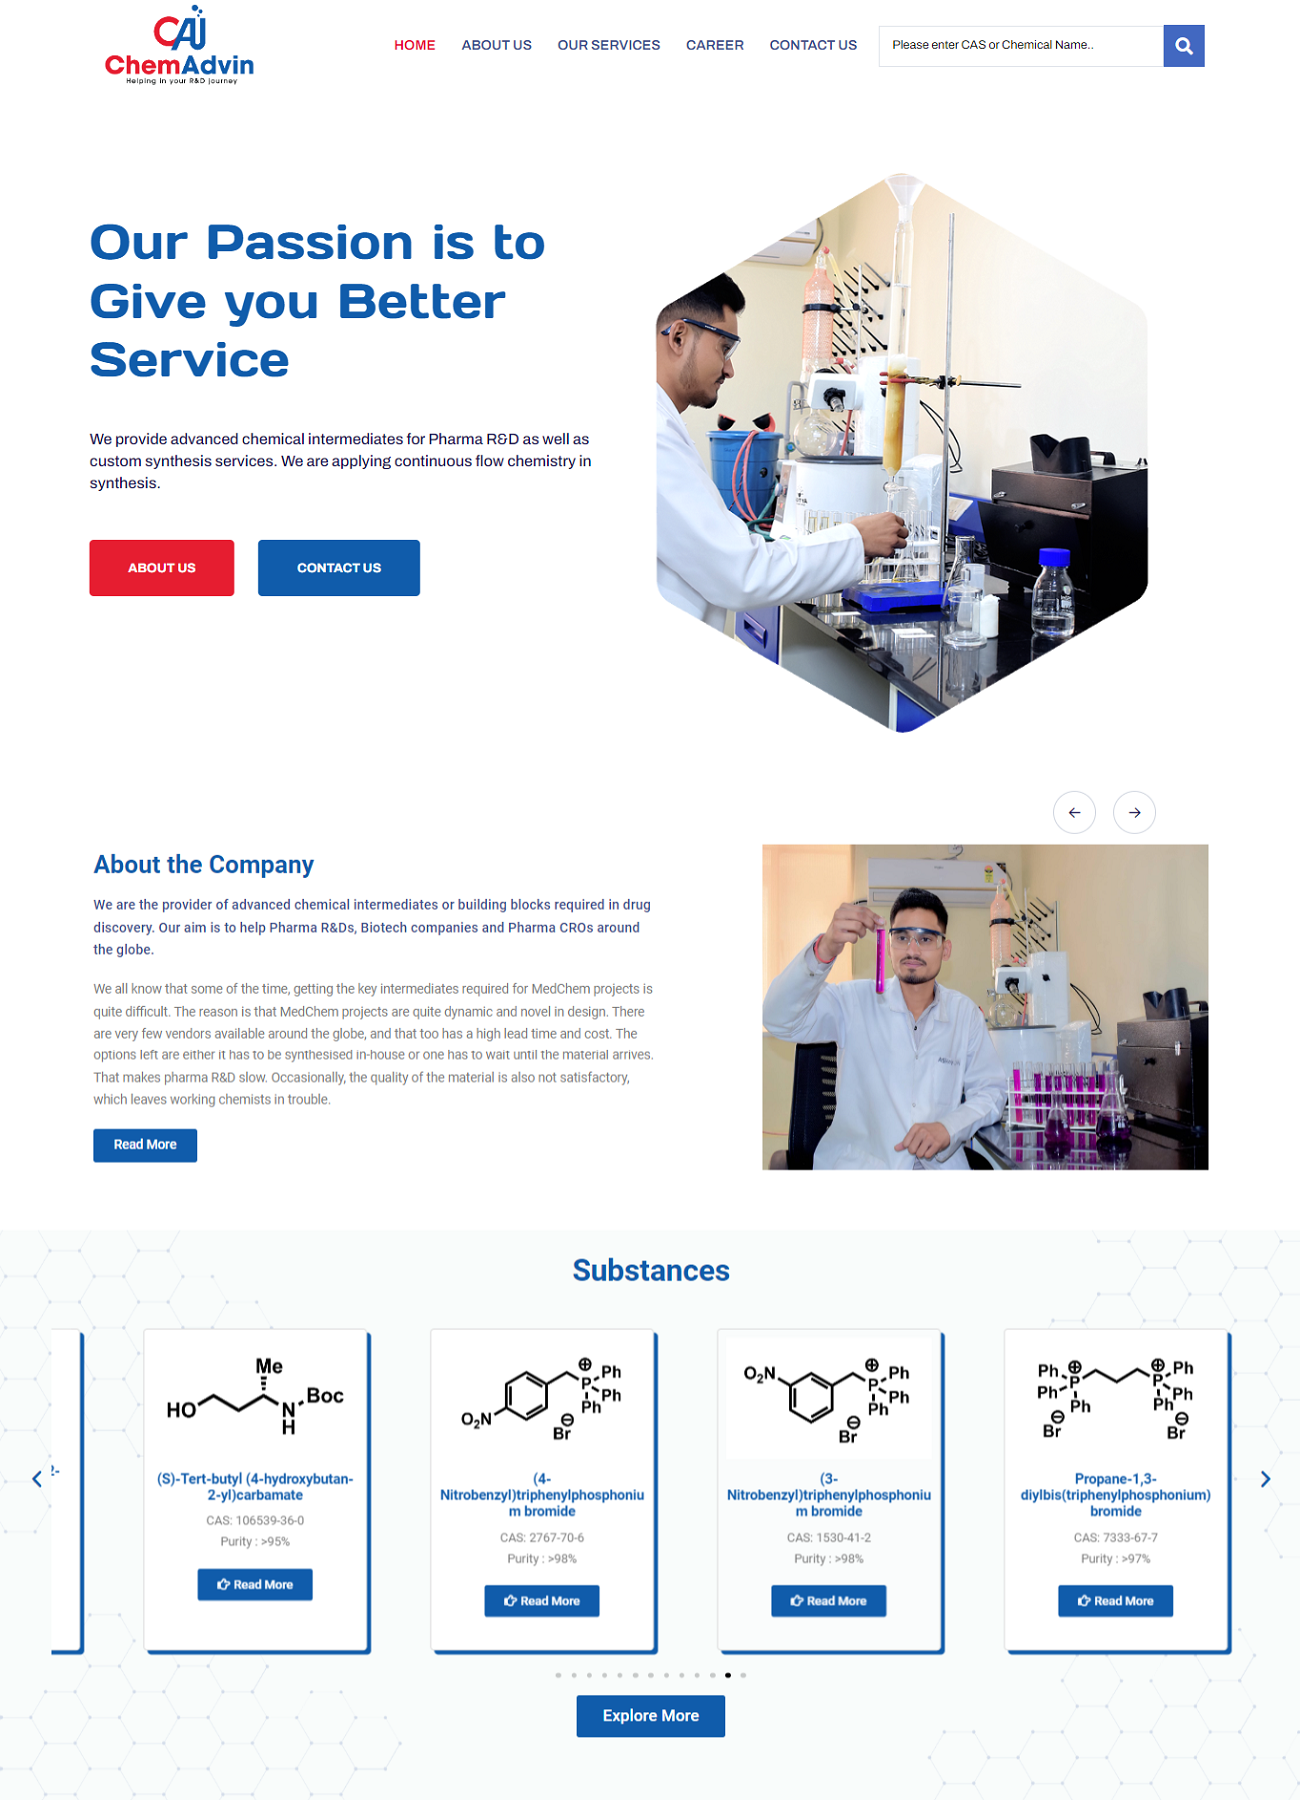 CAU
ChemAdvin
Helping in your R&D journey
HOME
ABOUT US
OUR SERVICES
CAREER
CONTACT US
Please enter CAS or Chemical Name..
Our Passion is to
Give you Better
Service
We provide advanced chemical intermediates for Pharma R&D as well as
custom synthesis services. We are applying continuous flow chemistry in
synthesis.
ABOUT US
CONTACT US
About the Company
We are the provider of advanced chemical intermediates or building blocks required in drug
discovery. Our aim is to help Pharma R&Ds, Biotech companies and Pharma CROs around
the globe.
We all know that some of the time, getting the key intermediates required for MedChem projects is
quite difficult. The reason is that MedChem projects are quite dynamic and novel in design. There
are very few vendors available around the globe, and that too has a high lead time and cost. The
options left are either it has to be synthesised in-house or one has to wait until the material arrives.
That makes pharma R&D slow. Occasionally, the quality of the material is also not satisfactory,
which leaves working chemists in trouble.
Read More
Substances
Me
HO
N
H
Boc
(S)-Tert-butyl (4-hydroxybutan-
2-yl)carbamate
CAS: 106539-36-0
Purity : >95%
Read More
O₂N
P
Ph
Ph
Ph
Br
(4-
Nitrobenzyl)triphenylphosphoniu
m bromide
CAS: 2767-70-6
Purity : >98%
Read More
O₂N
P
Ph
Ph
Ph
Br
(3-
Nitrobenzyl)triphenylphosphoniu
m bromide
CAS: 1530-41-2
Purity : >98%
Read More
Ph
Ph
P
Ph
Br
P
Ph
Ph
Ph
Br
Propane-1,3-
diylbis(triphenylphosphonium)
bromide
CAS: 7333-67-7
Purity : >97%
Read More
Explore More